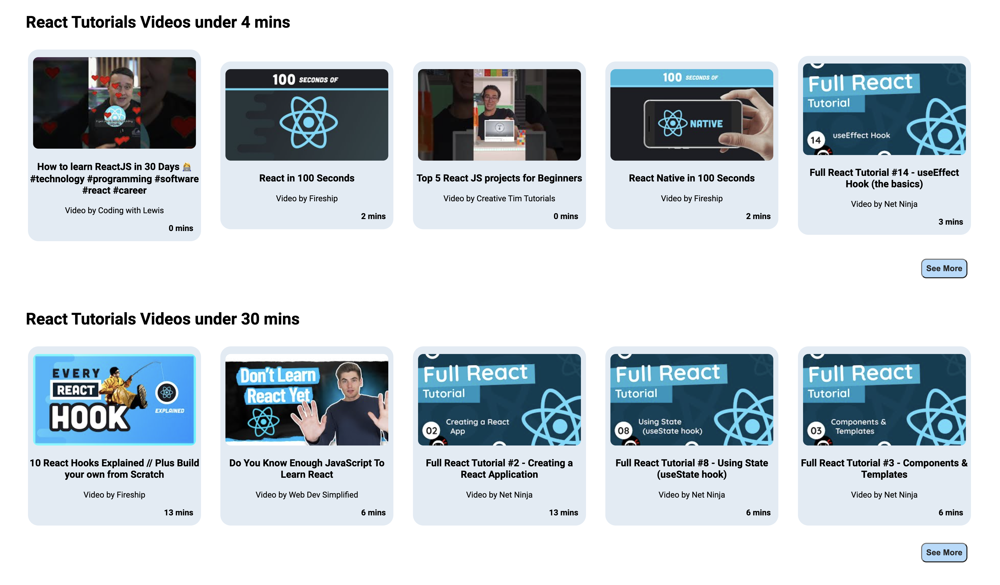 React Tutorials Videos under 4 mins
100 SECONDS OF
100 SECONDS OF
NATIVE
Full React
Tutorial
14
useEffect Hook
How to learn ReactJS in 30 Days 🧑‍💻
#technology #programming #software
#react #career
Video by Coding with Lewis
0 mins
React in 100 Seconds
Video by Fireship
2 mins
Top 5 React JS projects for Beginners
Video by Creative Tim Tutorials
0 mins
React Native in 100 Seconds
Video by Fireship
2 mins
Full React Tutorial #14 - useEffect
Hook (the basics)
Video by Net Ninja
3 mins
See More
React Tutorials Videos under 30 mins
EVERY
REACT
HOOK
EXPLAINED
10 React Hooks Explained // Plus Build
your own from Scratch
Video by Fireship
13 mins
Don't Learn
React Yet
Do You Know Enough JavaScript To
Learn React
Video by Web Dev Simplified
6 mins
Full React
Tutorial
02
Creating a React
App
Full React Tutorial #2 - Creating a
React Application
Video by Net Ninja
13 mins
Full React
Tutorial
08
Using State
(useState hook)
Full React Tutorial #8 - Using State
(useState hook)
Video by Net Ninja
6 mins
Full React
Tutorial
03
Components &
Templates
Full React Tutorial #3 - Components &
Templates
Video by Net Ninja
6 mins
See More